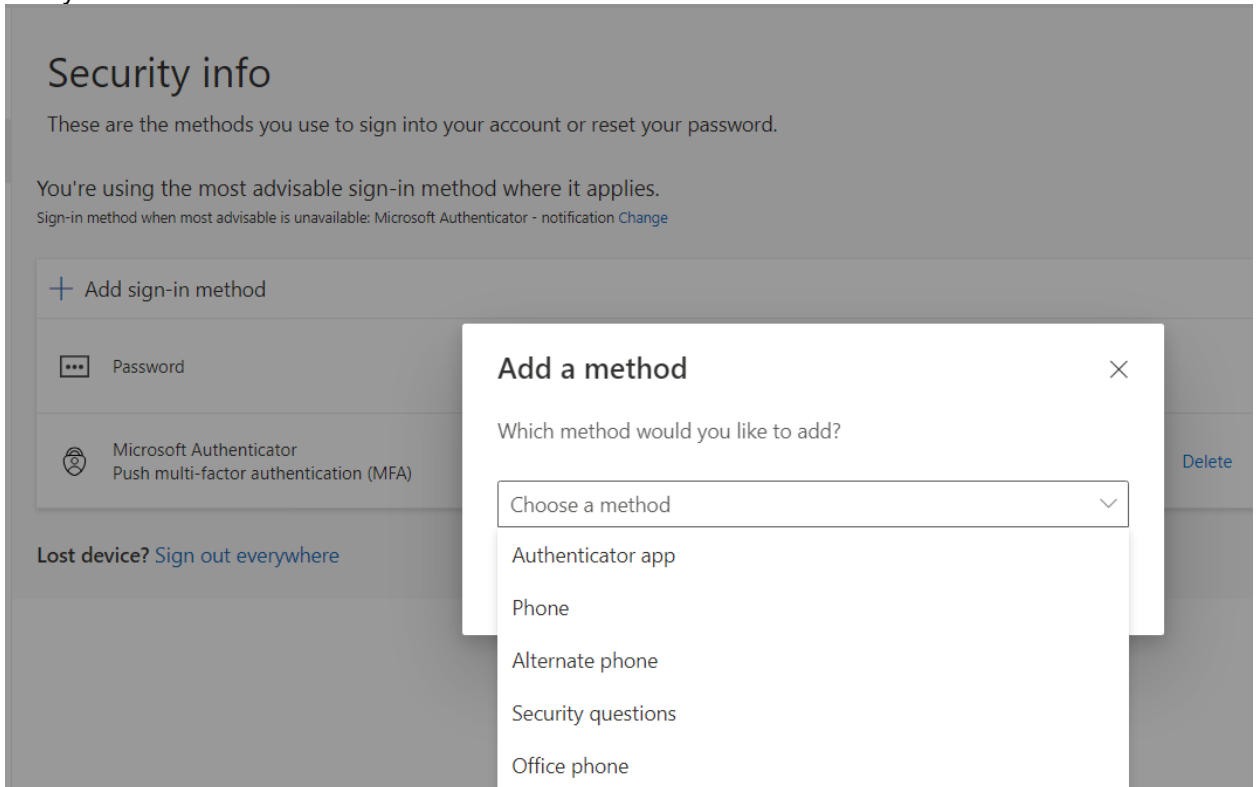 Security info
These are the methods you use to sign into your account or reset your password.
You're using the most advisable sign-in method where it applies.
Sign-in method when most advisable is unavailable: Microsoft Authenticator - notification Change
Add sign-in method
Password
Microsoft Authenticator
Push multi-factor authentication (MFA)
Delete
Lost device? Sign out everywhere
Add a method
Which method would you like to add?
Choose a method
Authenticator app
Phone
Alternate phone
Security questions
Office phone